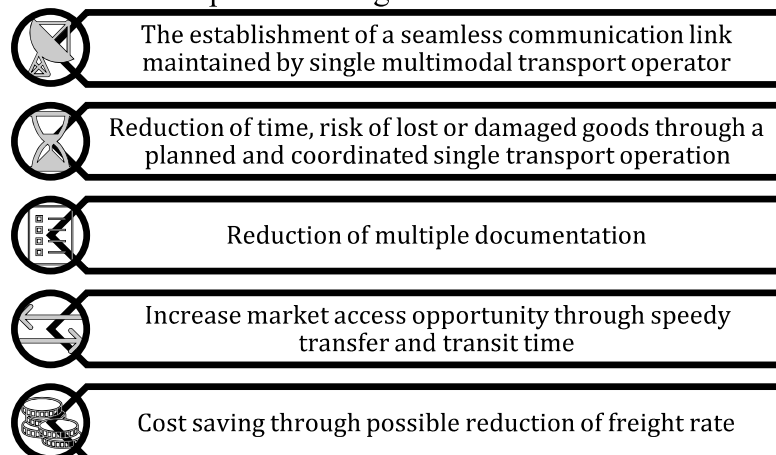 The establishment of a seamless communication link
maintained by single multimodal transport operator
Reduction of time, risk of lost or damaged goods through a
planned and coordinated single transport operation
Reduction of multiple documentation
Increase market access opportunity through speedy
transfer and transit time
Cost saving through possible reduction of freight rate